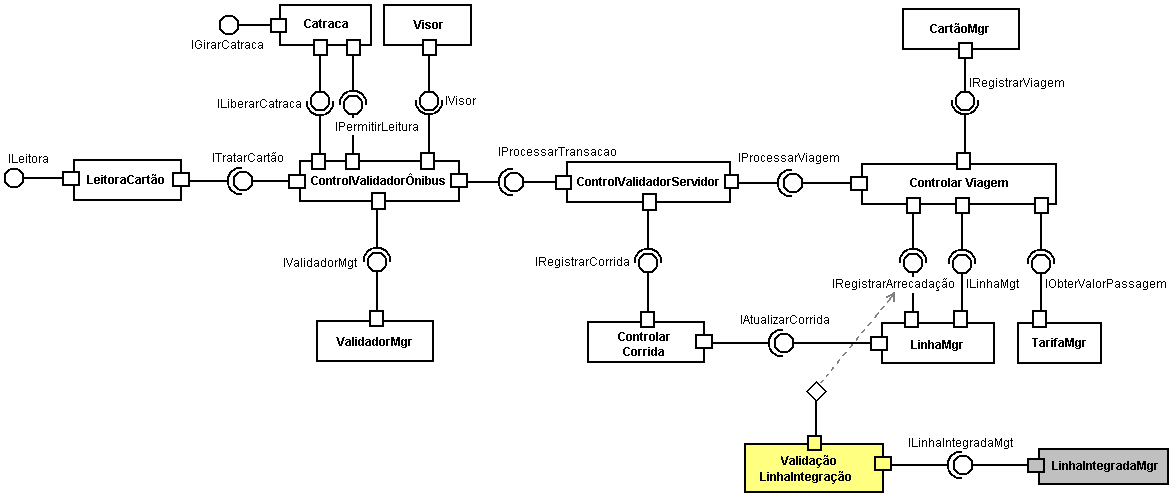 Catraca
Visor
CartãoMgr
IGirarCatraca
ILiberarCatraca
IVisor
IRegistrarViagem
IPermitirLeitura
ILeitora
ITratarCartão
IProcessarTransacao
IProcessarViagem
LeitoraCartão
ControlValidadorÔnibus
ControlValidadorServidor
Controlar Viagem
IValidadorMgt
IRegistrarCorrida
IRegistrarArrecadação
ILinhaMgt
IObterValorPassagem
IAtualizarCorrida
ValidadorMgr
Controlar
Corrida
LinhaMgr
TarifaMgr
ILinhaIntegradaMgt
Validação
LinhaIntegração
LinhaIntegradaMgr